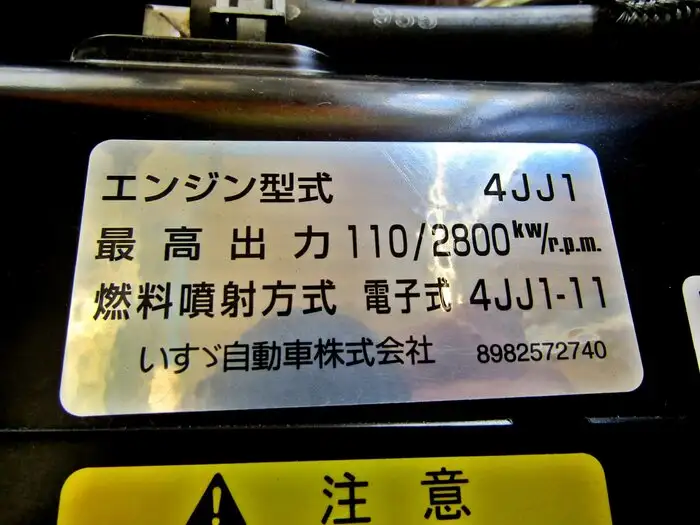 エンジン型式 4JJ1
最高出力 110/2800kw/r.p.m.
燃料噴射方式 電子式 4JJ1-11
いすゞ自動車株式会社 8982572740
注意